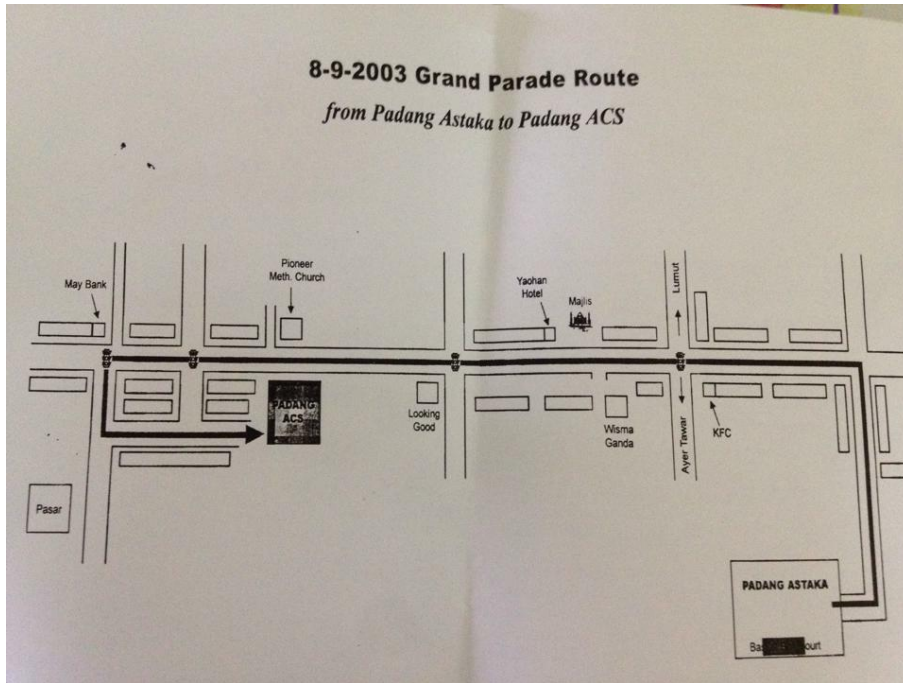 8-9-2003 Grand Parade Route
from Padang Astaka to Padang ACS
Pioneer
Meth. Church
May Bank
Yaohan
Hotel
Majlis
Lumut
PADANG
ACS
Looking
Good
Wisma
Ganda
Ayer Tawar
KFC
Pasar
PADANG ASTAKA